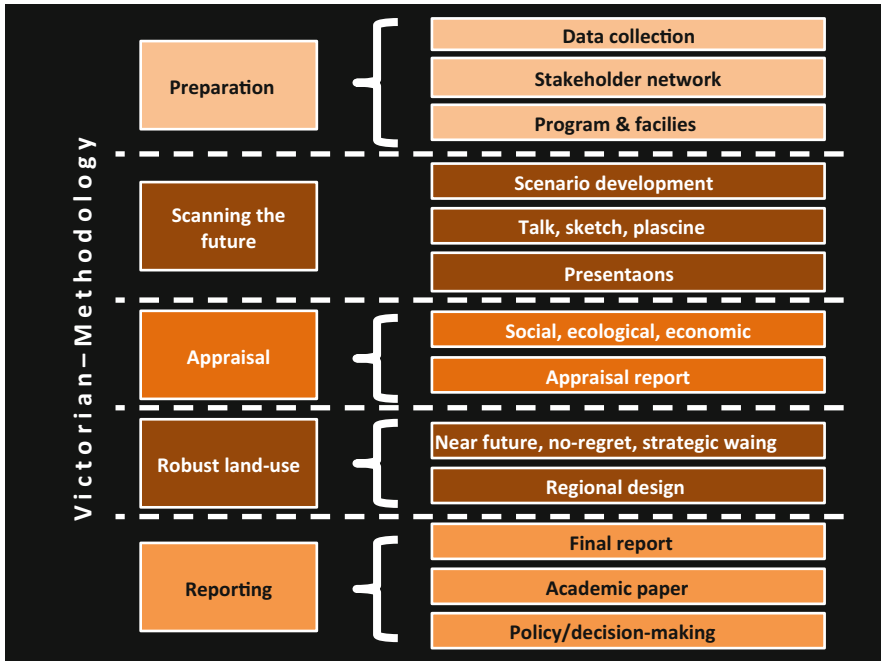 Victorian–Methodology
Preparation
Data collection
Stakeholder network
Program & facilies
Scanning the
future
Scenario development
Talk, sketch, plascine
Presentaons
Appraisal
Social, ecological, economic
Appraisal report
Robust land-use
Near future, no-regret, strategic waing
Regional design
Reporting
Final report
Academic paper
Policy/decision-making